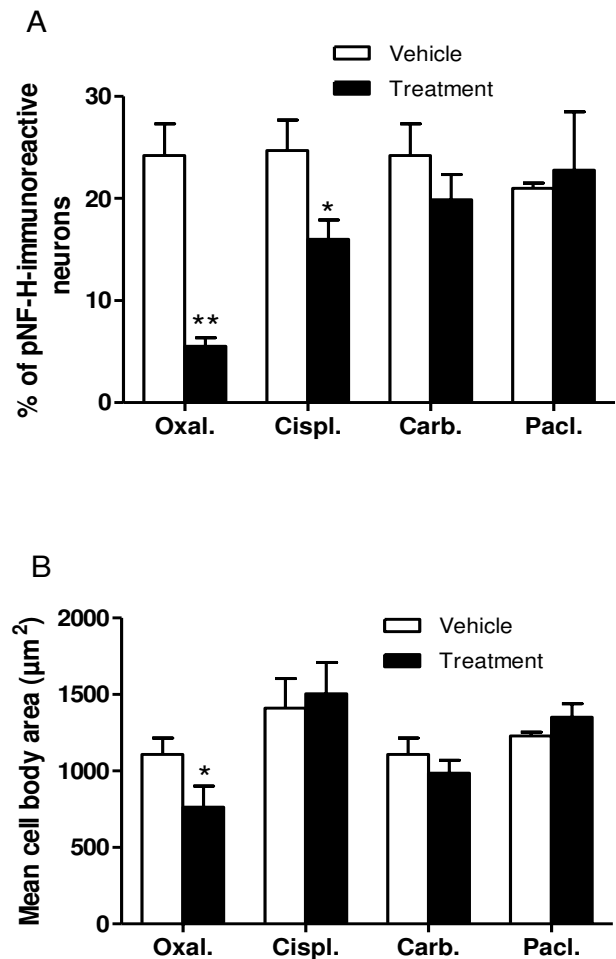 A
Vehicle
Treatment
% of pNF-H-immunoreactive
neurons
30
20
10
0
**
*
Oxal.
Cispl.
Carb.
Pacl.
B
Vehicle
Treatment
Mean cell body area (µm²)
2000
1500
1000
500
0
*
Oxal.
Cispl.
Carb.
Pacl.